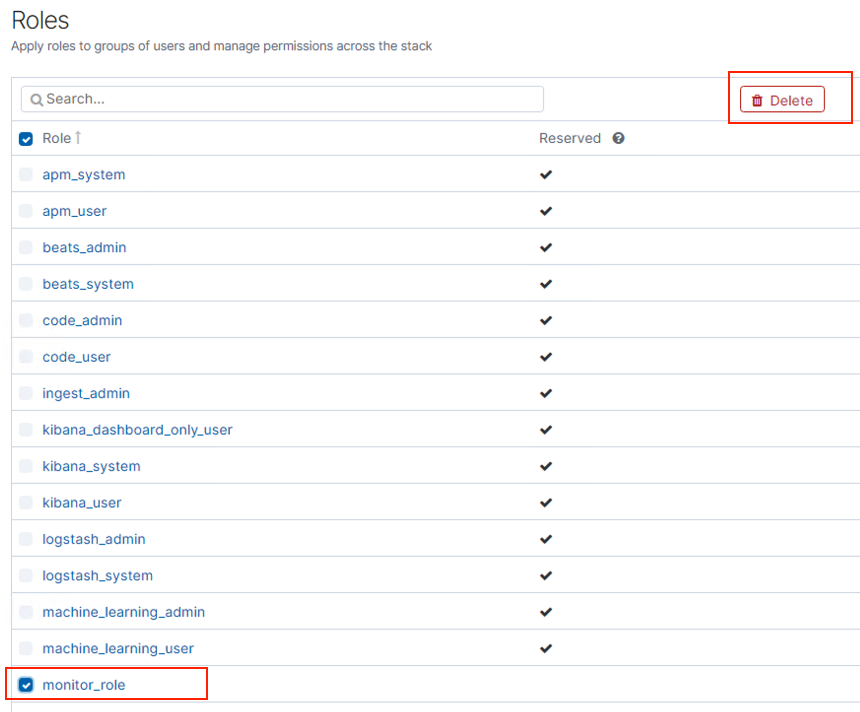 Roles
Apply roles to groups of users and manage permissions across the stack
Search...
Delete
Role Reserved
apm_system
apm_user
beats_admin
beats_system
code_admin
code_user
ingest_admin
kibana_dashboard_only_user
kibana_system
kibana_user
logstash_admin
logstash_system
machine_learning_admin
machine_learning_user
monitor_role